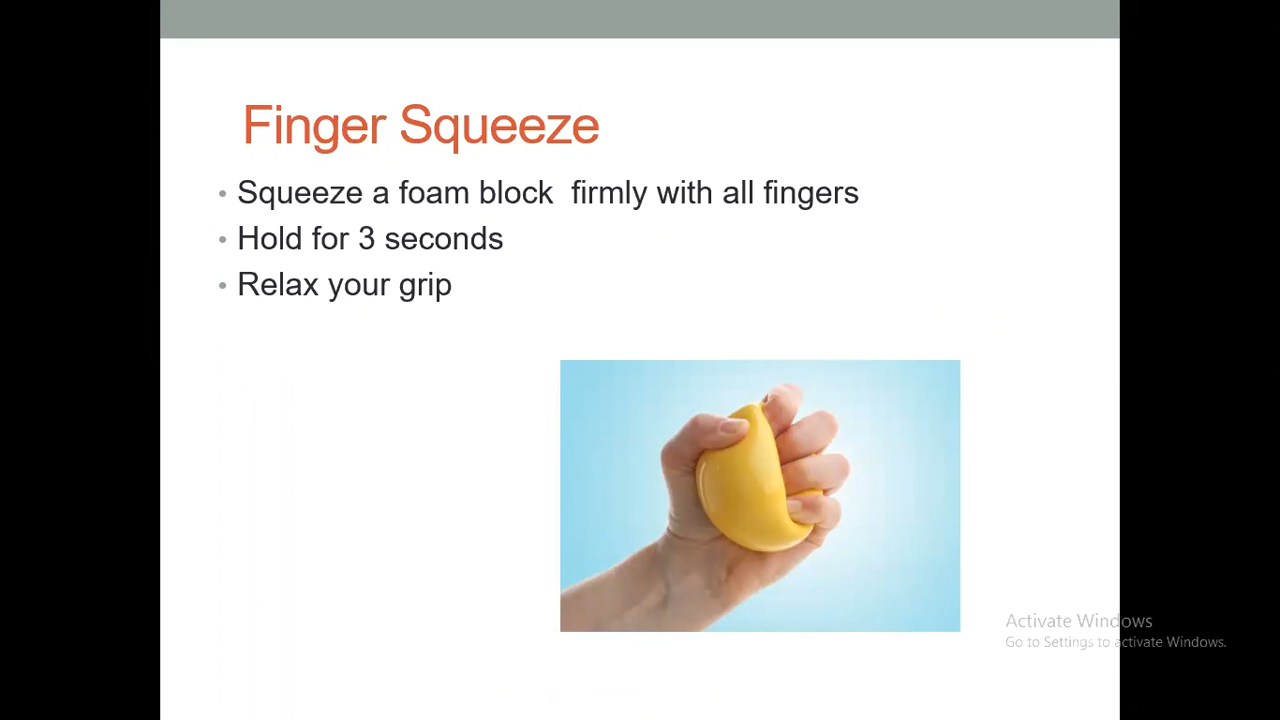 Finger Squeeze
• Squeeze a foam block  firmly with all fingers
• Hold for 3 seconds
• Relax your grip
Activate Windows
Go to Settings to activate Windows.